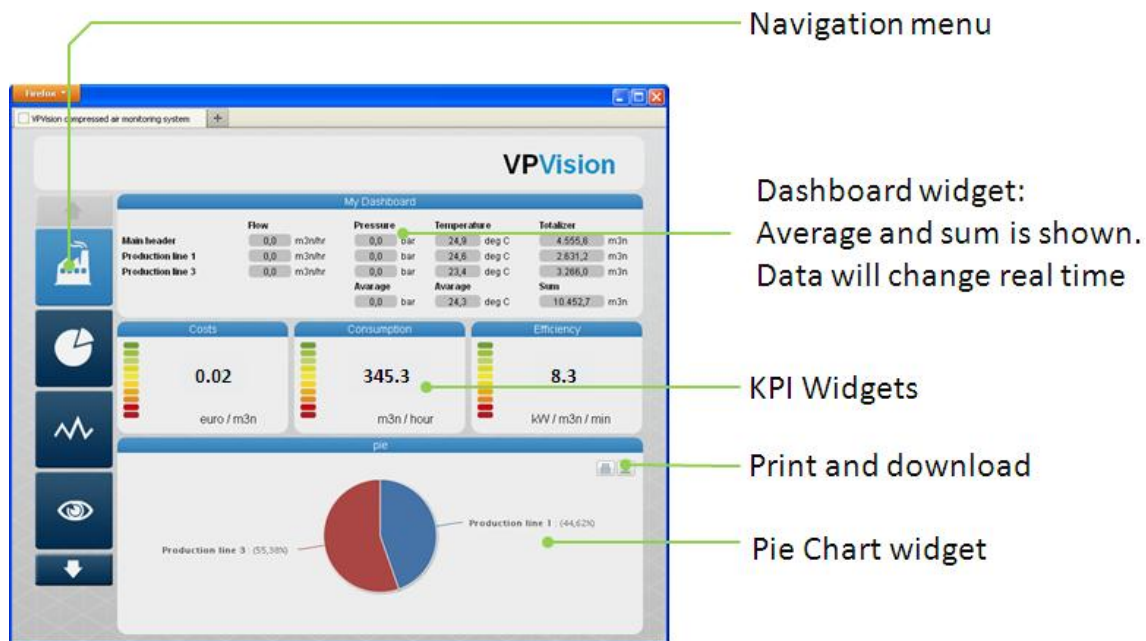 Navigation menu
Firefox
VPVision compressed air monitoring system
VPVision
My Dashboard
Flow Pressure Temperature Totalizer
Main header 0,0 m3n/hr 0,0 bar 24,9 deg C 4.555,6 m3n
Production line 1 0,0 m3n/hr 0,0 bar 24,6 deg C 2.631,2 m3n
Production line 3 0,0 m3n/hr 0,0 bar 23,4 deg C 3.266,0 m3n
Avarage Avarage Sum
0,0 bar 24,3 deg C 10.452,7 m3n
Dashboard widget:
Average and sum is shown.
Data will change real time
Costs Consumption Efficiency
0.02 345.3 8.3
euro / m3n m3n / hour kW / m3n / min
KPI Widgets
pie
Print and download
Production line 1 : (44,62%)
Production line 3 : (55,38%)
Pie Chart widget